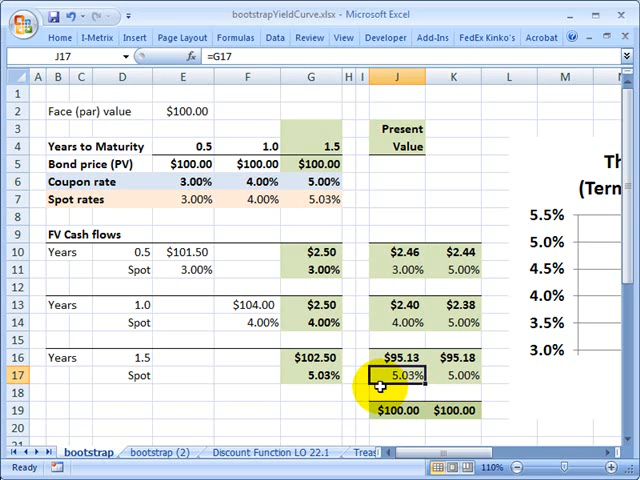 bootstrapYieldCurve.xlsx - Microsoft Excel
Home I-Metrix Insert Page Layout Formulas Data Review View Developer Add-Ins FedEx Kinko's Acrobat
J17 fx =G17
A B C D E F G H I J K L M N
1
2 Face (par) value $100.00
3 Present
4 Years to Maturity 0.5 1.0 1.5 Value
5 Bond price (PV) $100.00 $100.00 $100.00
6 Coupon rate 3.00% 4.00% 5.00%
7 Spot rates 3.00% 4.00% 5.03%
8
9 FV Cash flows
10 Years 0.5 $101.50 $2.50 $2.46 $2.44
11 Spot 3.00% 3.00% 3.00% 5.00%
12
13 Years 1.0 $104.00 $2.50 $2.40 $2.38
14 Spot 4.00% 4.00% 4.00% 5.00%
15
16 Years 1.5 $102.50 $95.13 $95.18
17 Spot 5.03% 5.03% 5.00%
18
19 $100.00 $100.00
20
21
Th
(Term
5.5%
5.0%
4.5%
4.0%
3.5%
3.0%
bootstrap bootstrap (2) Discount Function LO 22.1 Treas
Ready 110%